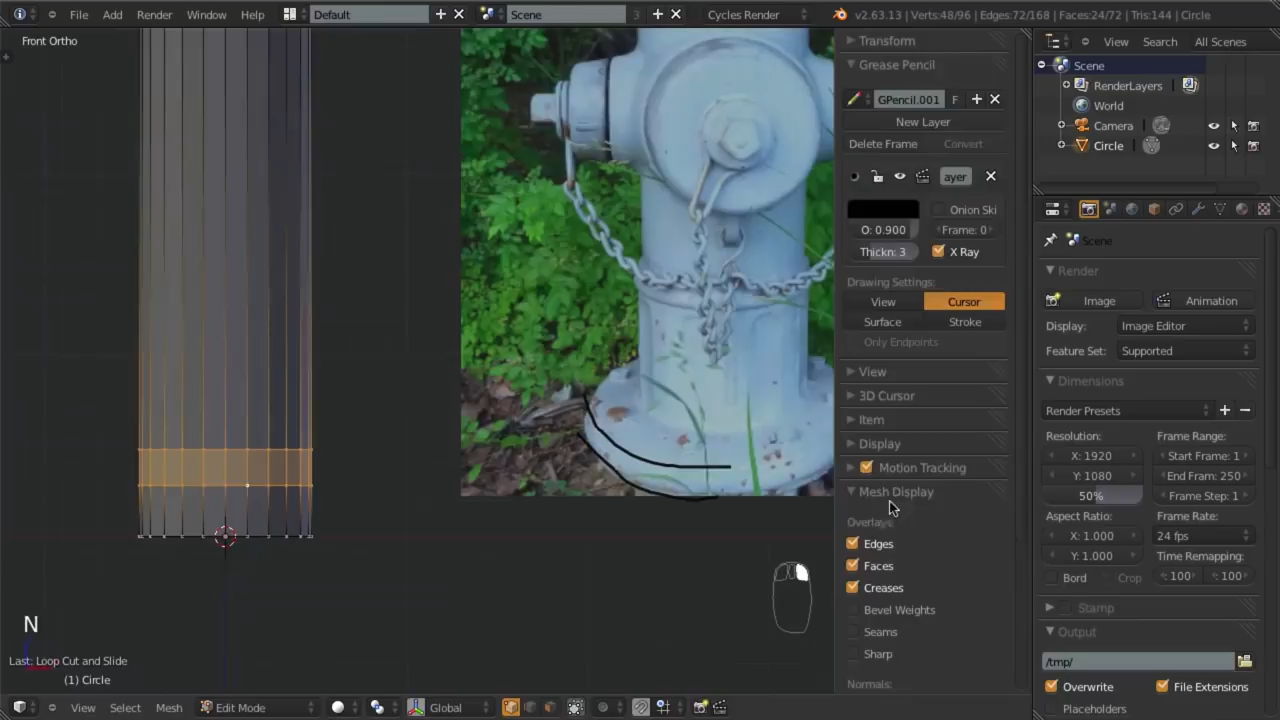 File Add Render Window Help Default Scene 3 Cycles Render v2.63.13 | Verts:48/96 | Edges:72/168 | Faces:24/72 | Tris:144 | Circle
Front Ortho
Transform
Grease Pencil
GPencil.001 F
New Layer
Delete Frame Convert
ayer
Onion Ski
O: 0.900 Frame: 0
Thickn: 3 X Ray
Drawing Settings:
View Cursor
Surface Stroke
Only Endpoints
View
3D Cursor
Item
Display
Motion Tracking
Mesh Display
Overlays
Edges
Faces
Creases
Bevel Weights
Seams
Sharp
Normals:
View Search All Scenes
Scene
RenderLayers
World
Camera
Circle
Scene
Render
Image Animation
Display: Image Editor
Feature Set: Supported
Dimensions
Render Presets
Resolution: Frame Range:
X: 1920 Start Frame: 1
Y: 1080 End Fram: 250
50% Frame Step: 1
Aspect Ratio: Frame Rate:
X: 1.000 24 fps
Y: 1.000 Time Remapping:
Bord Crop : 100 : 100
Stamp
Output
/tmp/
Overwrite File Extensions
Placeholders
N
Last: Loop Cut and Slide
(1) Circle
View Select Mesh Edit Mode Global